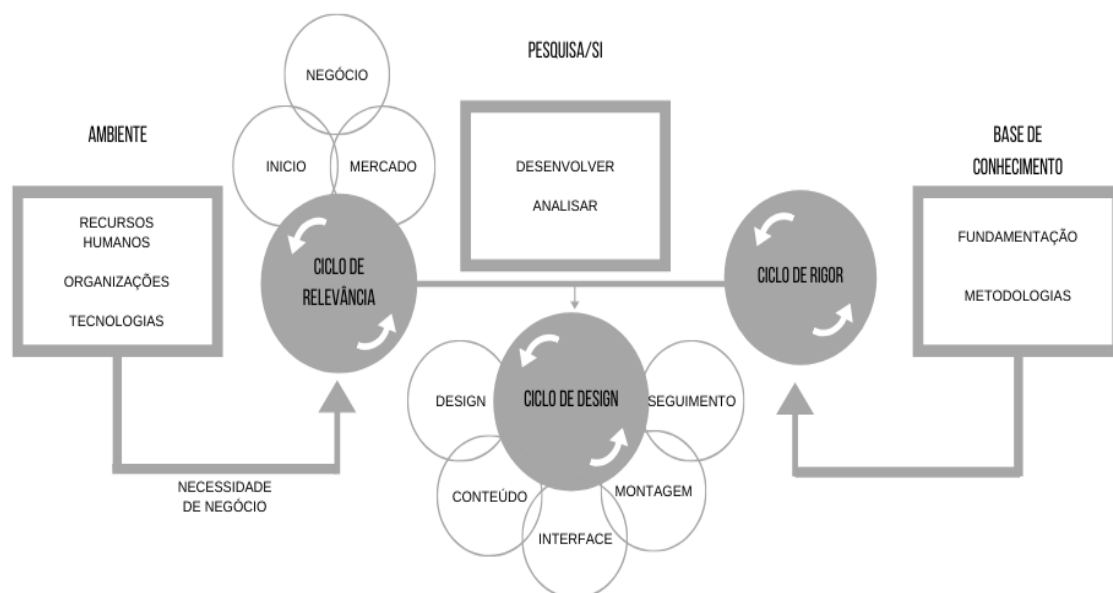 PESQUISA/SI
NEGÓCIO
AMBIENTE
BASE DE
CONHECIMENTO
INICIO
MERCADO
DESENVOLVER
ANALISAR
RECURSOS
HUMANOS
ORGANIZAÇÕES
TECNOLOGIAS
CICLO DE
RELEVÂNCIA
CICLO DE RIGOR
FUNDAMENTAÇÃO
METODOLOGIAS
DESIGN
CICLO DE DESIGN
SEGUIMENTO
CONTEÚDO
MONTAGEM
INTERFACE
NECESSIDADE
DE NEGÓCIO